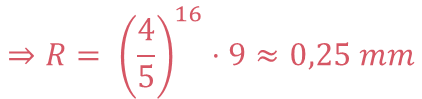 ⇒ R = (4/5)^16 · 9 ≈ 0,25 mm